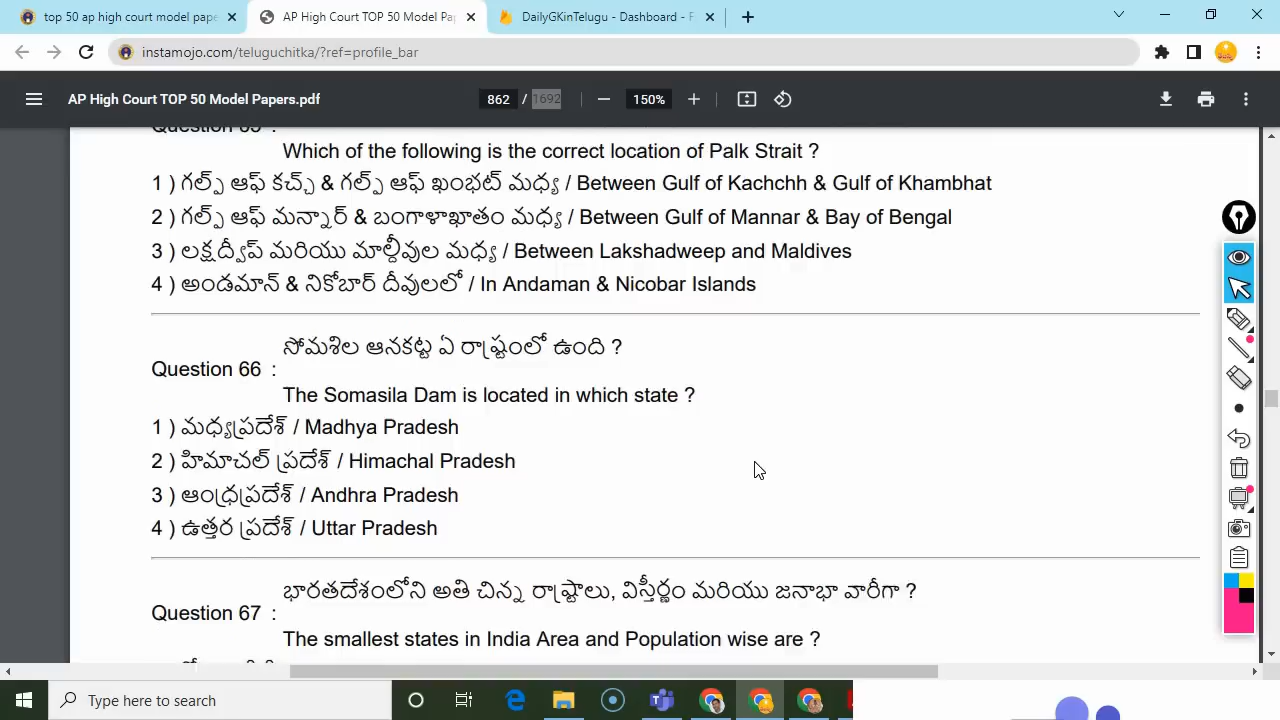 top 50 ap high court model pape
AP High Court TOP 50 Model Pap
DailyGKinTelugu - Dashboard - F
instamojo.com/teluguchitka/?ref=profile_bar
AP High Court TOP 50 Model Papers.pdf
862 / 1692
150%
Which of the following is the correct location of Palk Strait ?
1 ) గల్ఫ్ ఆఫ్ కచ్ఛ్ & గల్ఫ్ ఆఫ్ ఖంభట్ మధ్య / Between Gulf of Kachchh & Gulf of Khambhat
2 ) గల్ఫ్ ఆఫ్ మన్నార్ & బంగాళాఖాతం మధ్య / Between Gulf of Mannar & Bay of Bengal
3 ) లక్షద్వీప్ మరియు మాల్దీవుల మధ్య / Between Lakshadweep and Maldives
4 ) అండమాన్ & నికోబార్ దీవులలో / In Andaman & Nicobar Islands
సోమశిల ఆనకట్ట ఏ రాష్ట్రంలో ఉంది ?
Question 66 :
The Somasila Dam is located in which state ?
1 ) మధ్యప్రదేశ్ / Madhya Pradesh
2 ) హిమాచల్ ప్రదేశ్ / Himachal Pradesh
3 ) ఆంధ్రప్రదేశ్ / Andhra Pradesh
4 ) ఉత్తర ప్రదేశ్ / Uttar Pradesh
భారతదేశంలోని అతి చిన్న రాష్ట్రాలు, విస్తీర్ణం మరియు జనాభా వారీగా ?
Question 67 :
The smallest states in India Area and Population wise are ?
Type here to search